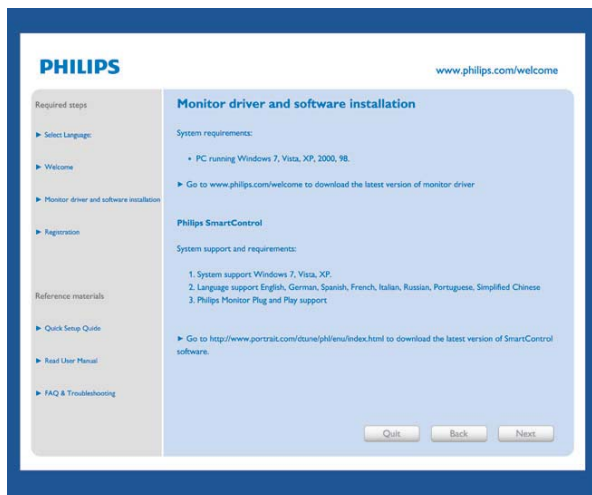 PHILIPS
www.philips.com/welcome
Required steps
► Select Language:
► Welcome
► Monitor driver and software installation
► Registration
Reference materials
► Quick Setup Quide
► Read User Manual
► FAQ & Troubleshooting
Monitor driver and software installation
System requirements:
• PC running Windows 7, Vista, XP, 2000, 98.
► Go to www.philips.com/welcome to download the latest version of monitor driver
Philips SmartControl
System support and requirements:
1. System support Windows 7, Vista, XP.
2. Language support English, German, Spanish, French, Italian, Russian, Portuguese, Simplified Chinese
3. Philips Monitor Plug and Play support
► Go to http://www.portrait.com/dtune/phl/enu/index.html to download the latest version of SmartControl
software.
Quit
Back
Next